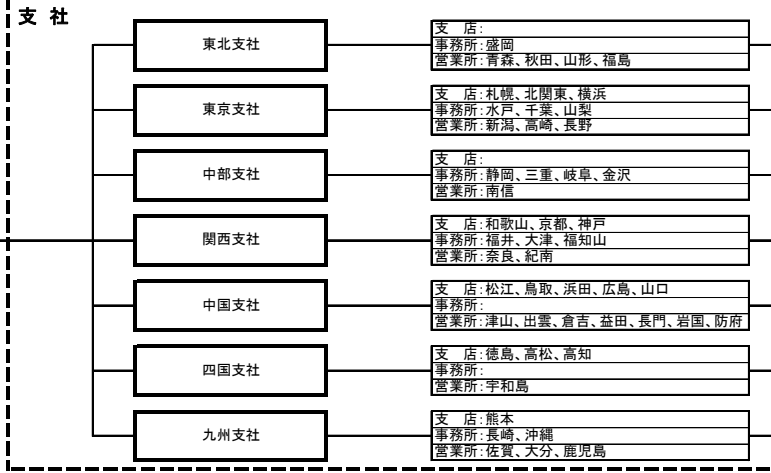 支 社
東北支社
支　店：
事務所：盛岡
営業所：青森、秋田、山形、福島
東京支社
支　店：札幌、北関東、横浜
事務所：水戸、千葉、山梨
営業所：新潟、高崎、長野
中部支社
支　店：
事務所：静岡、三重、岐阜、金沢
営業所：南信
関西支社
支　店：和歌山、京都、神戸
事務所：福井、大津、福知山
営業所：奈良、紀南
中国支社
支　店：松江、鳥取、浜田、広島、山口
事務所：
営業所：津山、出雲、倉吉、益田、長門、岩国、防府
四国支社
支　店：徳島、高松、高知
事務所：
営業所：宇和島
九州支社
支　店：熊本
事務所：長崎、沖縄
営業所：佐賀、大分、鹿児島